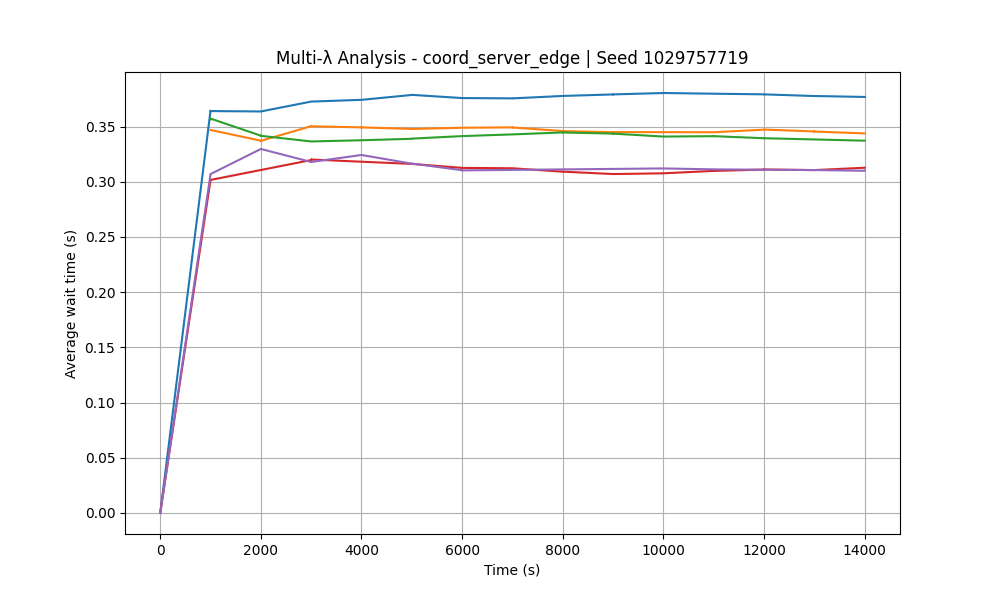 Multi-λ Analysis - coord_server_edge | Seed 1029757719
Average wait time (s)
0.35
0.30
0.25
0.20
0.15
0.10
0.05
0.00
0 2000 4000 6000 8000 10000 12000 14000
Time (s)